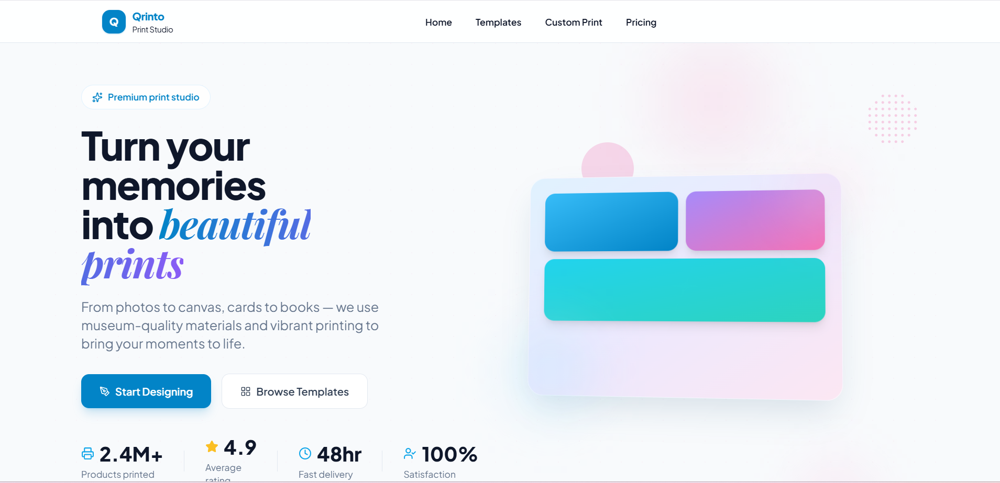 Q
Qrinto
Print Studio
Home
Templates
Custom Print
Pricing
Premium print studio
Turn your
memories
into beautiful
prints
From photos to canvas, cards to books — we use
museum-quality materials and vibrant printing to
bring your moments to life.
Start Designing
Browse Templates
2.4M+
Products printed
4.9
Average
rating
48hr
Fast delivery
100%
Satisfaction